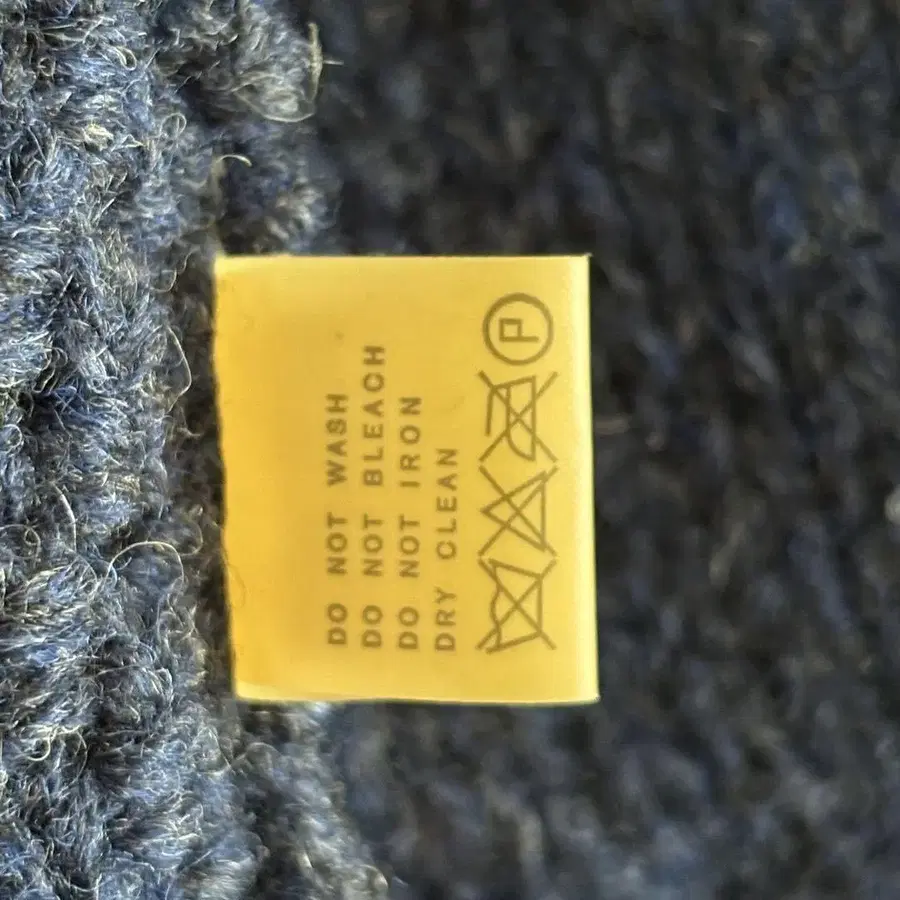 DO NOT WASH
DO NOT BLEACH
DO NOT IRON
DRY CLEAN
P